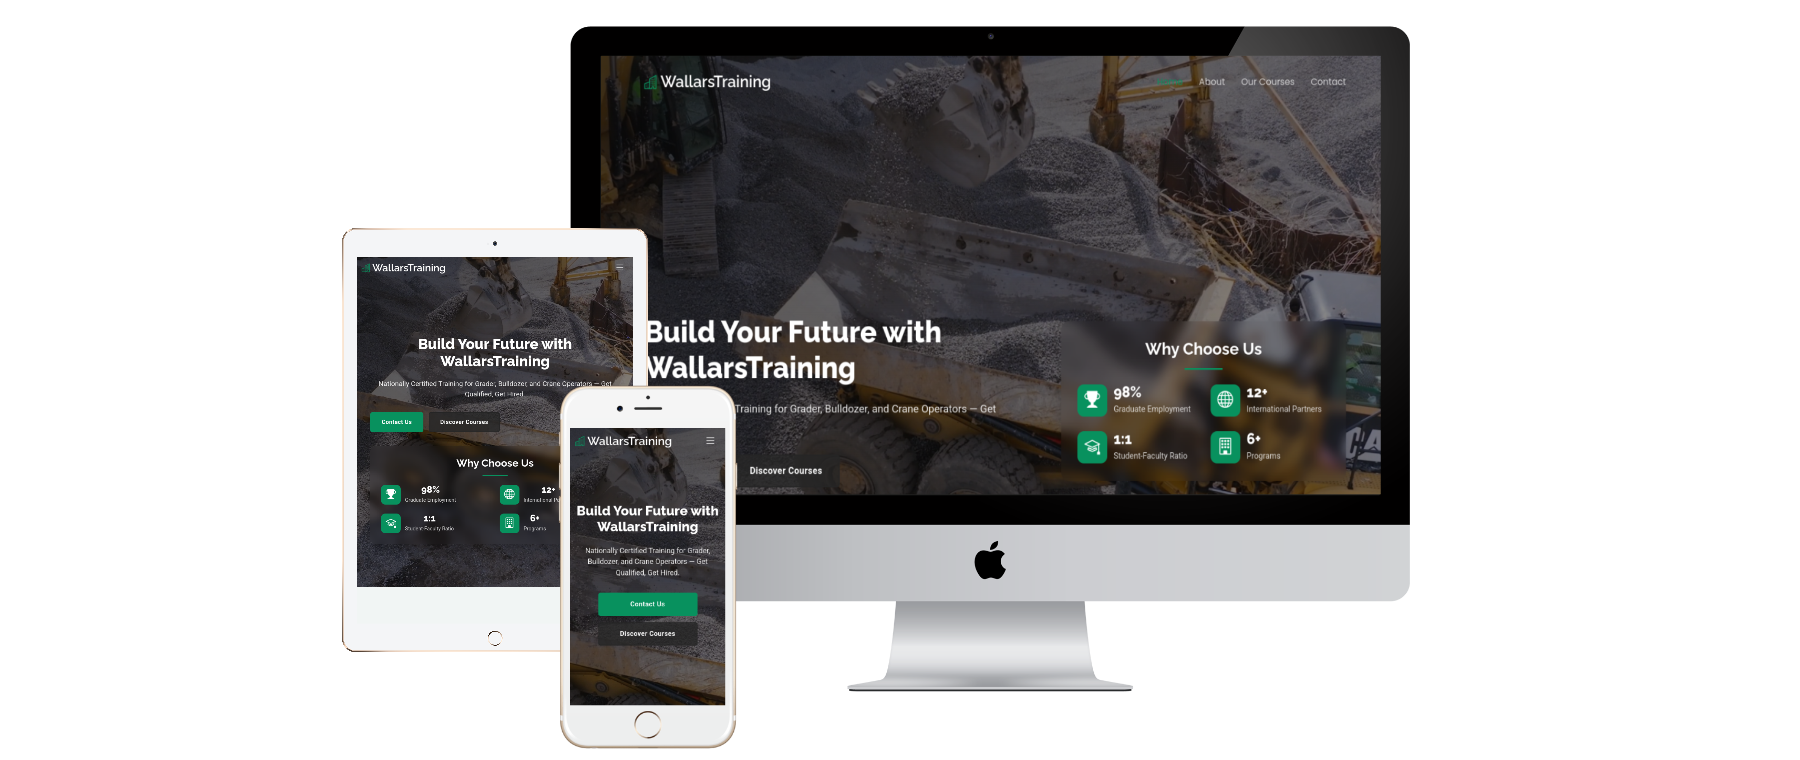 WallarsTraining
Home About Our Courses Contact
Build Your Future with
WallarsTraining
Training for Grader, Bulldozer, and Crane Operators — Get
Discover Courses
Why Choose Us
98%
Graduate Employment
12+
International Partners
1:1
Student-Faculty Ratio
6+
Programs
CA
WallarsTraining
Build Your Future with
WallarsTraining
Nationally Certified Training for Grader, Bulldozer, and Crane Operators — Get
Qualified, Get Hired.
Contact Us Discover Courses
Why Choose Us
98%
Graduate Employment
12+
International Pa
1:1
Student-Faculty Ratio
6+
Programs
WallarsTraining
Build Your Future with
WallarsTraining
Nationally Certified Training for Grader,
Bulldozer, and Crane Operators — Get
Qualified, Get Hired.
Contact Us
Discover Courses